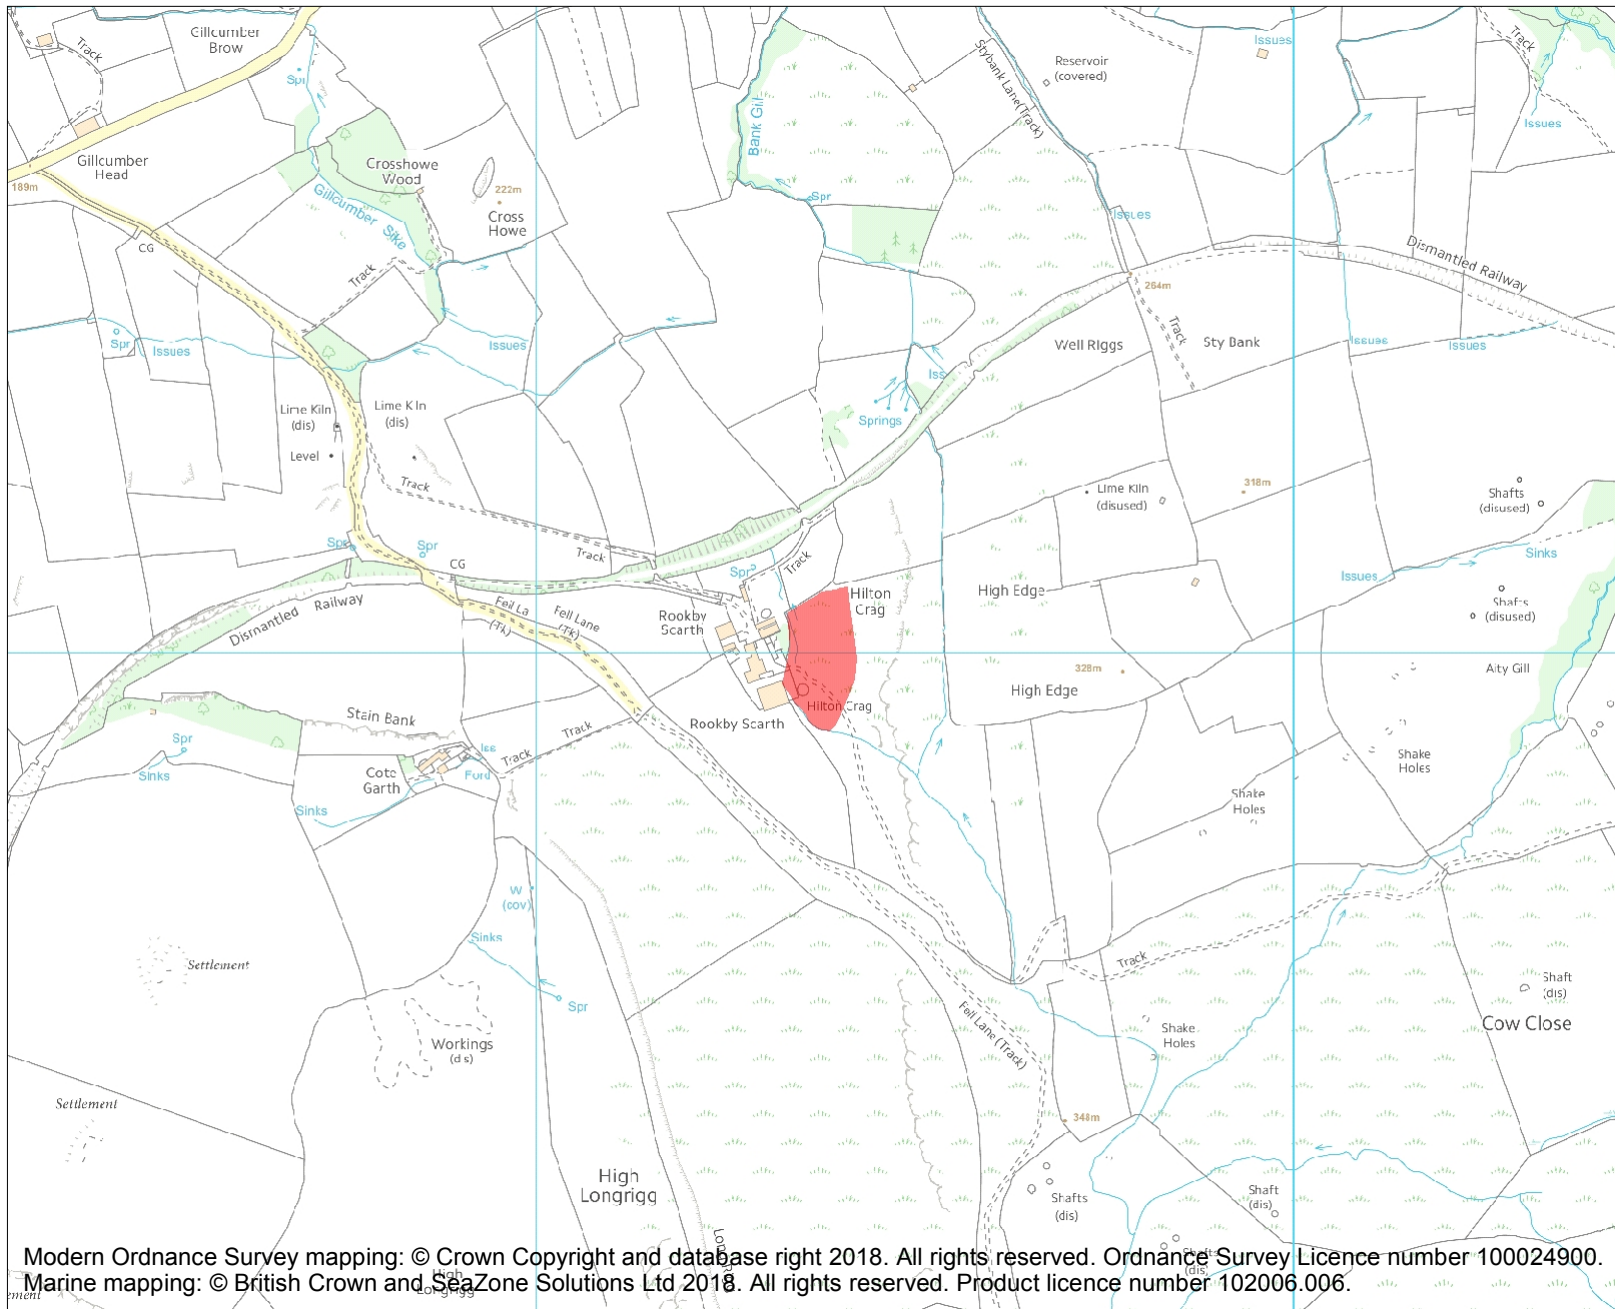 Gillcumber
Brow
Track
Issues
Track
Spr
Stybank Lane (Track)
Reservoir
(covered)
Bank Gill
Issues
Gillcumber
Head
Crosshowe
Wood
189m
222m
Gillcumber Sike
Cross
Howe
Spr
Issues
CG
Track
Dismantled Railway
264m
Track
Spr
Issues
Issues
Well Riggs
Sty Bank
Issues
Issues
Iss
Lime Kiln
(dis)
Lime Kiln
(dis)
Springs
Level
Track
Lime Kiln
(disused)
318m
Shafts
(disused)
Spr
Spr
CG
Track
Spr
Track
Sinks
Issues
High Edge
Hilton
Crag
Shafts
(disused)
Dismantled Railway
Fell La
(Tk)
Fell Lane
(Tk)
Rookby
Scarth
328m
Aity Gill
High Edge
Hilton Crag
Rookby Scarth
Stain Bank
Track
Track
Spr
Sinks
Iss
Ford
Cote
Garth
Sinks
Shake
Holes
Shake
Holes
W
(cov)
Sinks
Settlement
Track
Spr
Shaft
(dis)
Cow Close
Fell Lane (Track)
Shake
Holes
Workings
(dis)
Settlement
348m
High
Longrigg
Shafts
(dis)
Shaft
(dis)
Shafts
(dis)
Modern Ordnance Survey mapping: © Crown Copyright and database right 2018. All rights reserved. Ordnance Survey Licence number 100024900.
Marine mapping: © British Crown and SeaZone Solutions Ltd 2018. All rights reserved. Product licence number 102006.006.
High
Longrigg